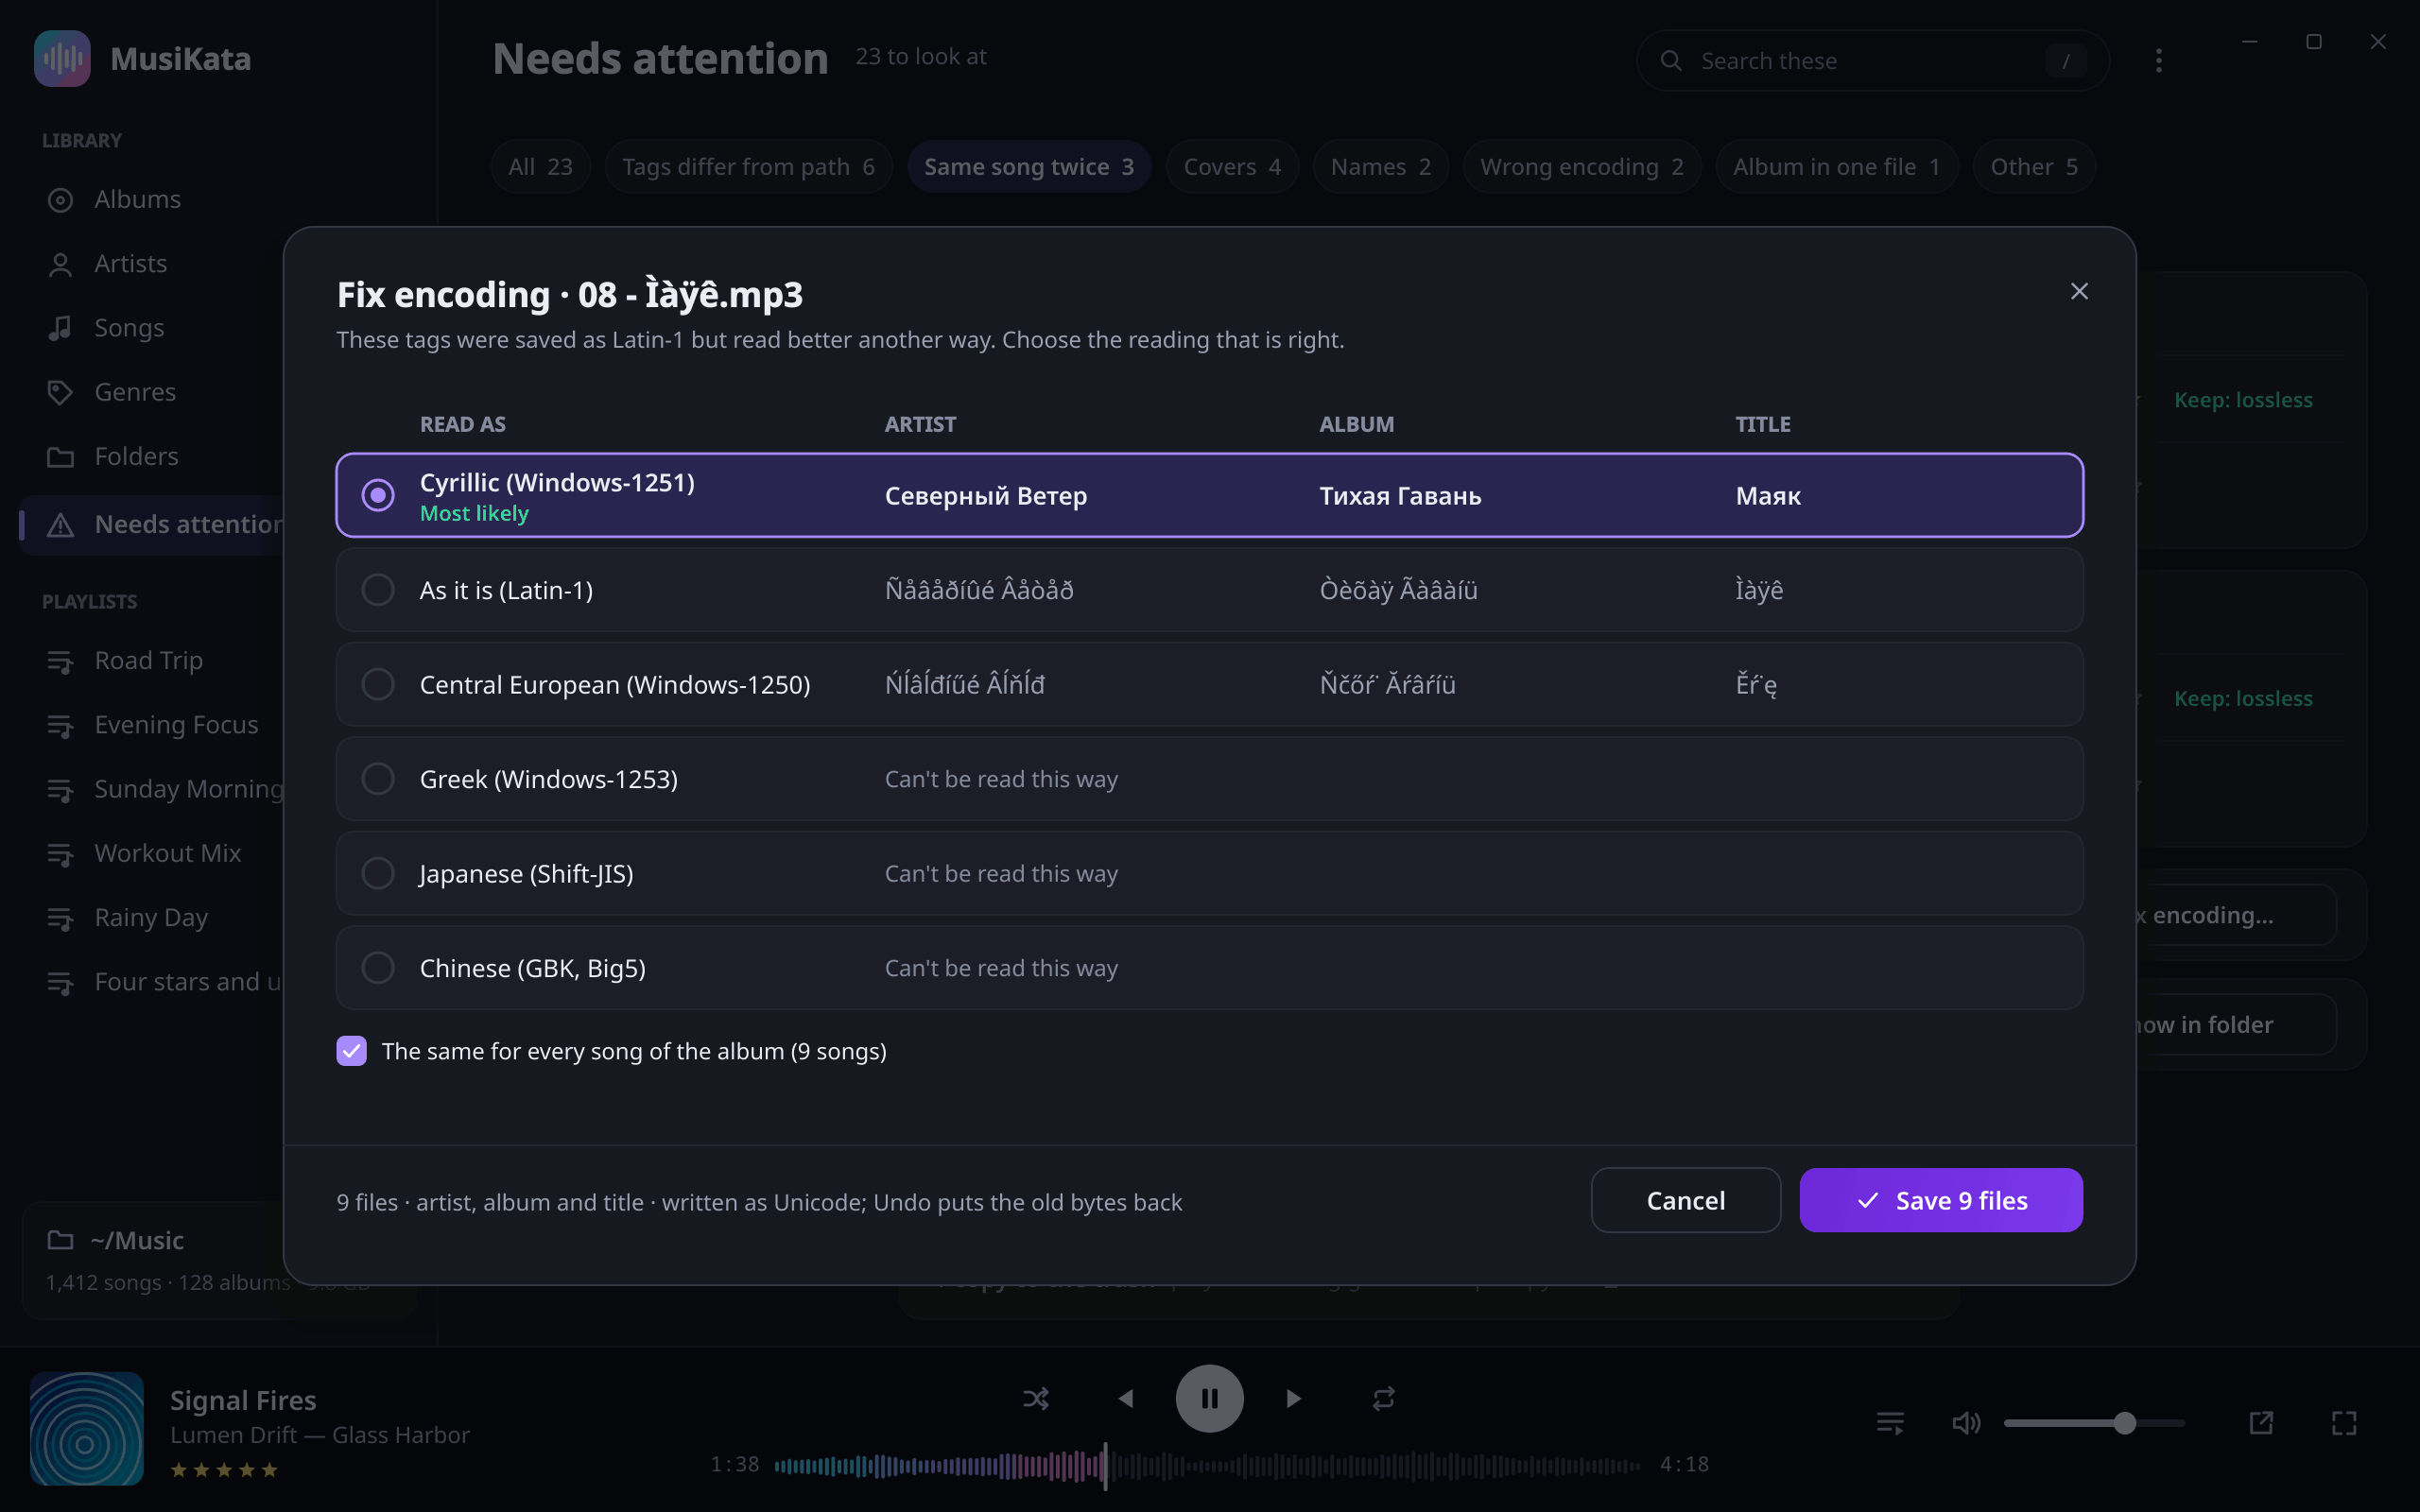 MusiKata
Needs attention
23 to look at
Search these
/
LIBRARY
All 23
Tags differ from path 6
Same song twice 3
Covers 4
Names 2
Wrong encoding 2
Album in one file 1
Other 5
Albums
Artists
Songs
Genres
Folders
Needs attention
PLAYLISTS
Road Trip
Evening Focus
Sunday Morning
Workout Mix
Rainy Day
Four stars and u
~/Music
1,412 songs · 128 albums
Fix encoding · 08 - Ìàÿê.mp3
These tags were saved as Latin-1 but read better another way. Choose the reading that is right.
READ AS
ARTIST
ALBUM
TITLE
Cyrillic (Windows-1251)
Most likely
Северный Ветер
Тихая Гавань
Маяк
As it is (Latin-1)
Ñåâåðíûé Âåòåð
Òèõàÿ Ãàâàíü
Ìàÿê
Central European (Windows-1250)
Ńĺâĺđíűé Âĺňĺđ
Ňčőŕ˙ Ăŕâŕíü
Ěŕ˙ę
Greek (Windows-1253)
Can't be read this way
Japanese (Shift-JIS)
Can't be read this way
Chinese (GBK, Big5)
Can't be read this way
The same for every song of the album (9 songs)
9 files · artist, album and title · written as Unicode; Undo puts the old bytes back
Cancel
Save 9 files
Keep: lossless
Keep: lossless
encoding...
in folder
Signal Fires
Lumen Drift — Glass Harbor
1:38
4:18